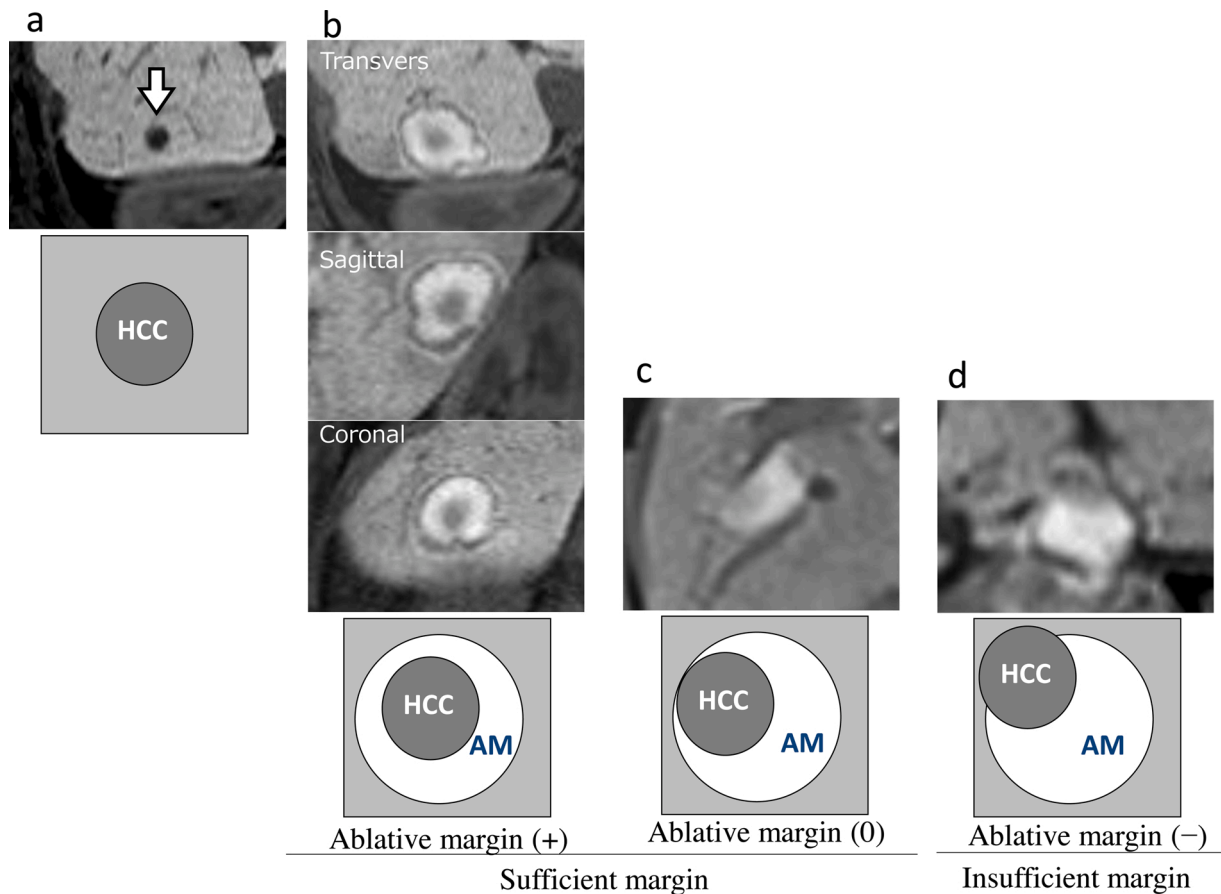 a
b
Transvers
HCC
Sagittal
Coronal
HCC
AM
Ablative margin (+)
c
HCC
AM
Ablative margin (0)
d
HCC
AM
Ablative margin (−)
Sufficient margin
Insufficient margin